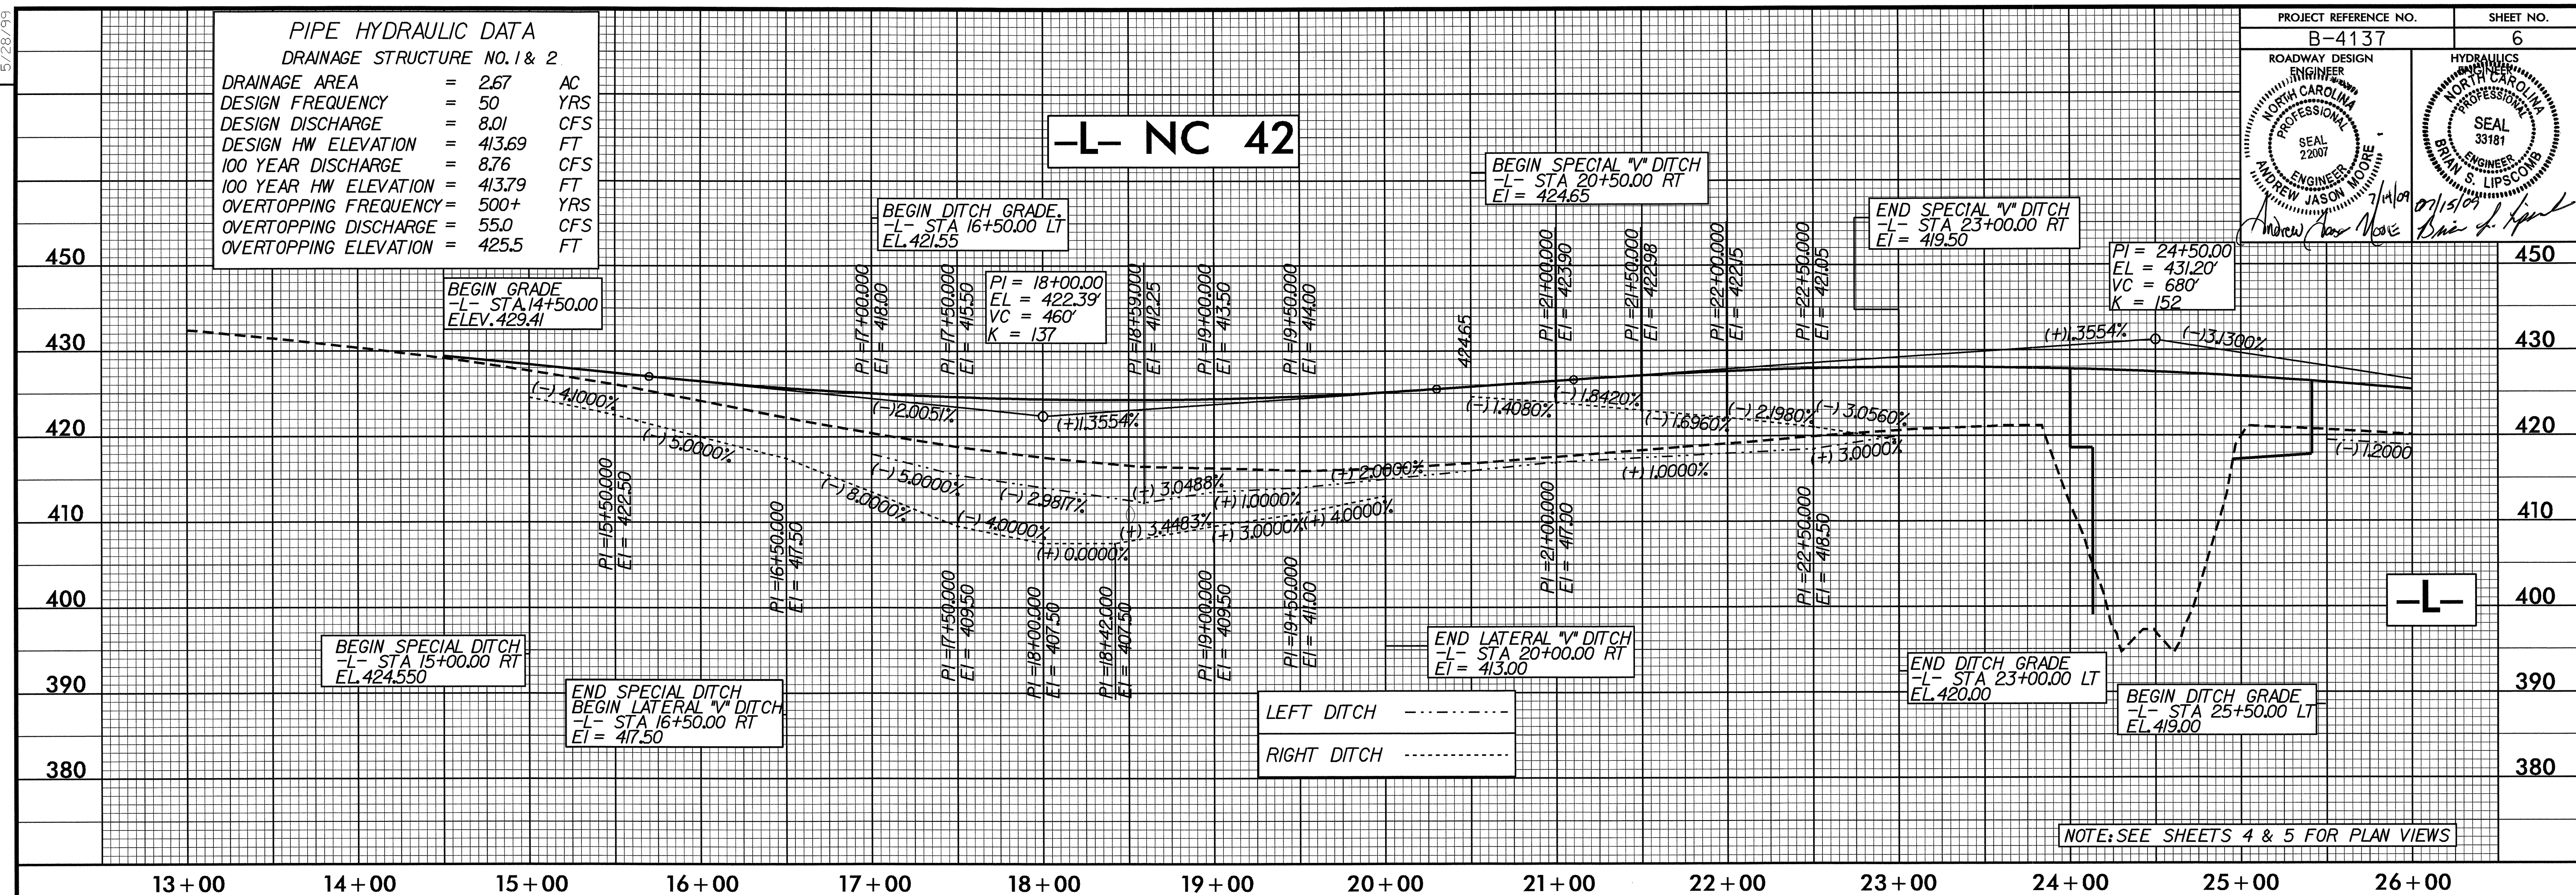 5/28/99
PIPE HYDRAULIC DATA
DRAINAGE STRUCTURE NO. 1 & 2
DRAINAGE AREA = 2.67 AC
DESIGN FREQUENCY = 50 YRS
DESIGN DISCHARGE = 8.01 CFS
DESIGN HW ELEVATION = 413.69 FT
100 YEAR DISCHARGE = 8.76 CFS
100 YEAR HW ELEVATION = 413.79 FT
OVERTOPPING FREQUENCY = 500+ YRS
OVERTOPPING DISCHARGE = 55.0 CFS
OVERTOPPING ELEVATION = 425.5 FT
-L- NC 42
PROJECT REFERENCE NO.
SHEET NO.
B-4137
6
ROADWAY DESIGN
ENGINEER
HYDRAULICS
ENGINEER
NORTH CAROLINA
PROFESSIONAL
SEAL
22007
ENGINEER
ANDREW JASON MOORE
7/14/09
Andrew Jason Moore
NORTH CAROLINA
PROFESSIONAL
SEAL
33181
ENGINEER
BRIAN S. LIPSCOMB
07/15/09
Brian S. Lipscomb
BEGIN GRADE
-L- STA.14+50.00
ELEV.429.41
BEGIN DITCH GRADE.
-L- STA 16+50.00 LT
EL.421.55
PI = 18+00.00
EL = 422.39'
VC = 460'
K = 137
BEGIN SPECIAL "V" DITCH
-L- STA 20+50.00 RT
El = 424.65
END SPECIAL "V" DITCH
-L- STA 23+00.00 RT
El = 419.50
PI = 24+50.00
EL = 431.20'
VC = 680'
K = 152
PI =17+00.000
El = 418.00
PI =17+50.000
El = 415.50
PI =18+59.000
El = 412.25
PI =19+00.000
El = 413.50
PI =19+50.000
El = 414.00
424.65
PI =21+00.000
El = 423.90
PI =21+50.000
El = 422.98
PI =22+00.000
El = 422.15
PI =22+50.000
El = 421.05
(-)2.0051%
(+)1.3554%
(+)1.3554%
(-)3.1300%
(-) 4.1000%
(-) 5.0000%
(-) 8.0000%
(-) 4.0000%
(+) 0.0000%
(+) 3.4483%
(+) 3.0000%
(+) 4.0000%
(-) 5.0000%
(-) 2.9817%
(+) 3.0488%
(+) 1.0000%
(+) 2.0000%
(+) 1.0000%
(+) 3.0000%
(-) 1.4080%
(-) 1.8420%
(-) 1.6960%
(-) 2.1980%
(-) 3.0560%
(-) 1.2000
PI =15+50.000
El = 422.50
PI =16+50.000
El = 417.50
PI =17+50.000
El = 409.50
PI =18+00.000
El = 407.50
PI =18+42.000
El = 407.50
PI =19+00.000
El = 409.50
PI =19+50.000
El = 411.00
PI =21+00.000
El = 417.00
PI =22+50.000
El = 418.50
BEGIN SPECIAL DITCH
-L- STA 15+00.00 RT
EL.424.550
END SPECIAL DITCH
BEGIN LATERAL "V" DITCH
-L- STA 16+50.00 RT
El = 417.50
END LATERAL "V" DITCH
-L- STA 20+00.00 RT
El = 413.00
END DITCH GRADE
-L- STA 23+00.00 LT
EL.420.00
BEGIN DITCH GRADE
-L- STA 25+50.00 LT
EL.419.00
-L-
LEFT DITCH
RIGHT DITCH
NOTE: SEE SHEETS 4 & 5 FOR PLAN VIEWS
450
430
420
410
400
390
380
450
430
420
410
400
390
380
13+00 14+00 15+00 16+00 17+00 18+00 19+00 20+00 21+00 22+00 23+00 24+00 25+00 26+00